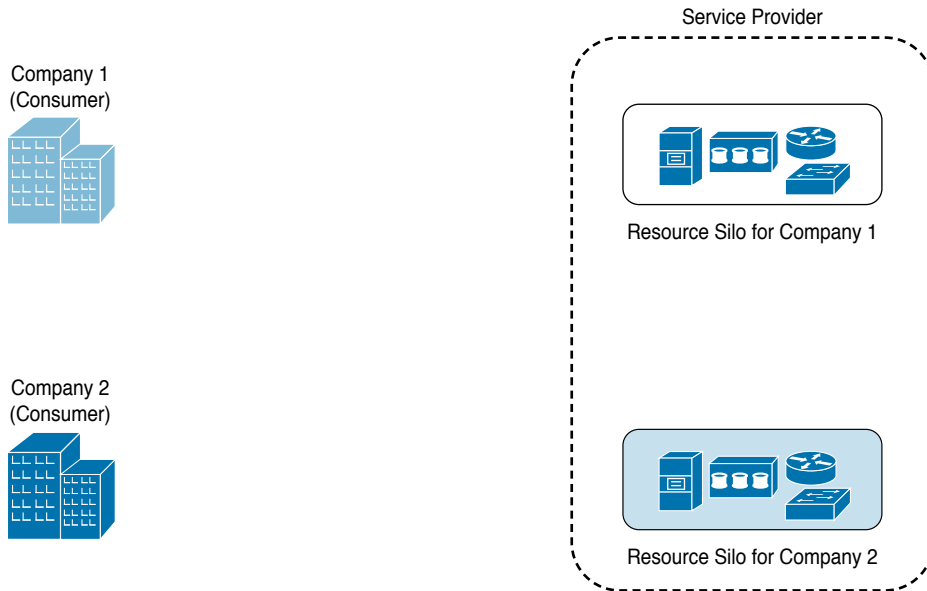 Service Provider
Company 1
(Consumer)
Resource Silo for Company 1
Company 2
(Consumer)
Resource Silo for Company 2